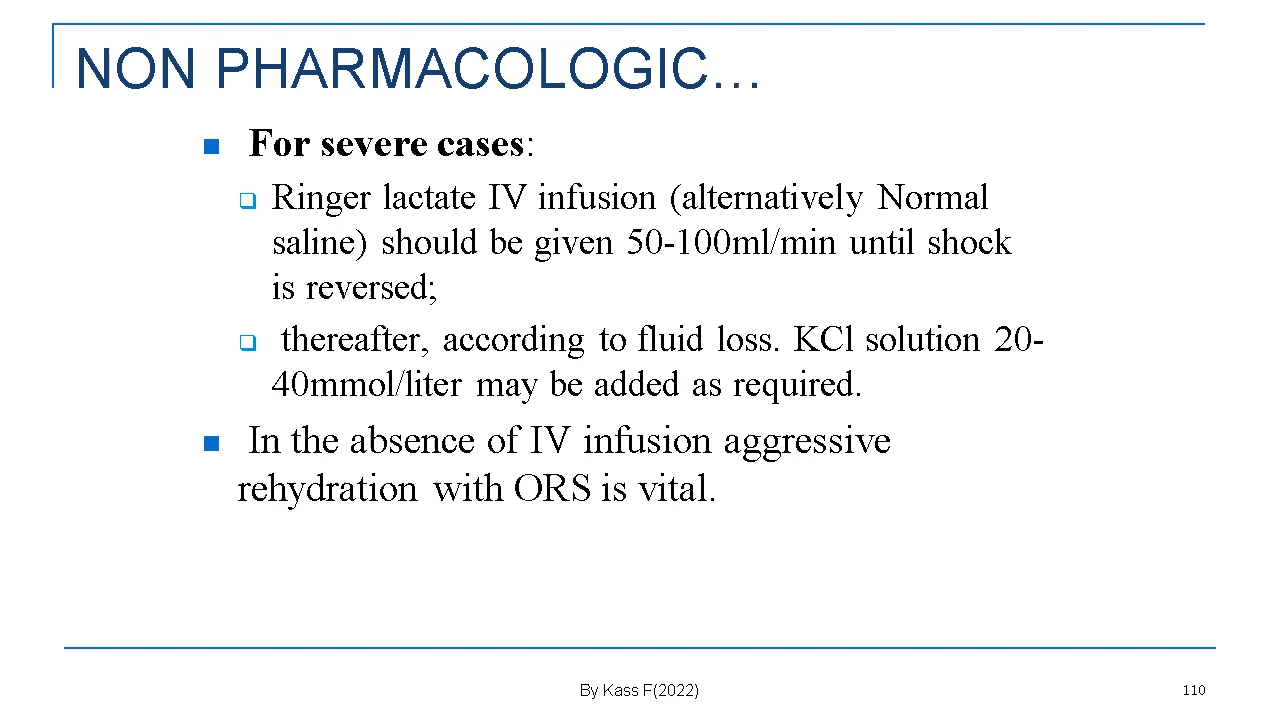 NON PHARMACOLOGIC…
For severe cases:
Ringer lactate IV infusion (alternatively Normal
saline) should be given 50-100ml/min until shock
is reversed;
thereafter, according to fluid loss. KCl solution 20-
40mmol/liter may be added as required.
In the absence of IV infusion aggressive
rehydration with ORS is vital.
By Kass F(2022)
110